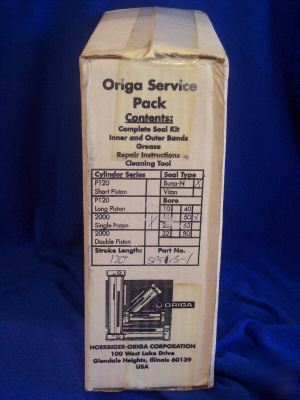 Origa Service
Pack
Contents:
Complete Seal Kit
Inner and Outer Bands
Grease
Repair Instructions
Cleaning Tool
Cylinder Series Seal Type
P120 Buna-N X
Short Piston Viton
P120 Bore
Long Piston 40
2000 X 50 X
Single Piston 25 63
2000 32
Double Piston
Stroke Length: Part No.
120"
ORIGA
HOERBIGER-ORIGA CORPORATION
100 West Lake Drive
Glendale Heights, Illinois 60139
USA